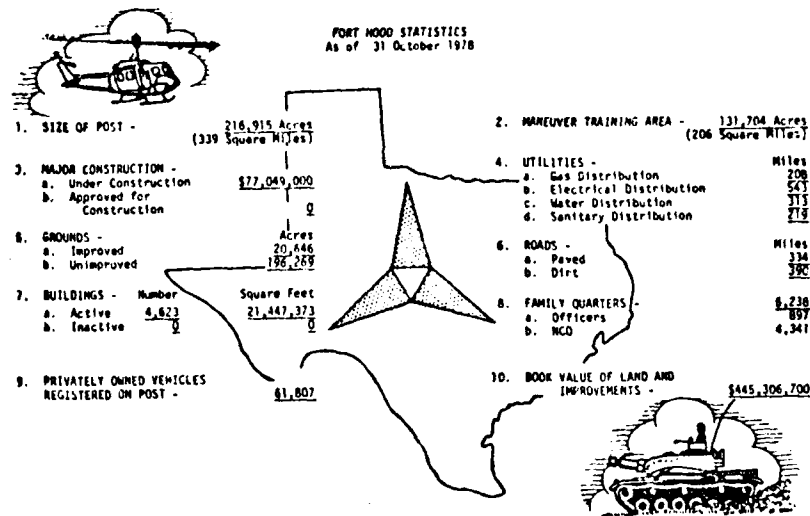 FORT HOOD STATISTICS
As of 31 October 1978
1. SIZE OF POST - 216,915 Acres
(339 Square Miles)
2. MANEUVER TRAINING AREA - 131,704 Acres
(206 Square Miles)
3. MAJOR CONSTRUCTION -
a. Under Construction $77,049,000
b. Approved for
Construction 0
4. UTILITIES - Miles
a. Gas Distribution 208
b. Electrical Distribution 543
c. Water Distribution 313
d. Sanitary Distribution 219
6. GROUNDS - Acres
a. Improved 20,646
b. Unimproved 196,269
6. ROADS - Miles
a. Paved 334
b. Dirt 390
7. BUILDINGS - Number Square Feet
a. Active 4,623 21,447,373
b. Inactive 0 0
8. FAMILY QUARTERS - 5,238
a. Officers 897
b. NCO 4,341
9. PRIVATELY OWNED VEHICLES
REGISTERED ON POST - 61,807
10. BOOK VALUE OF LAND AND
IMPROVEMENTS - $445,306,700